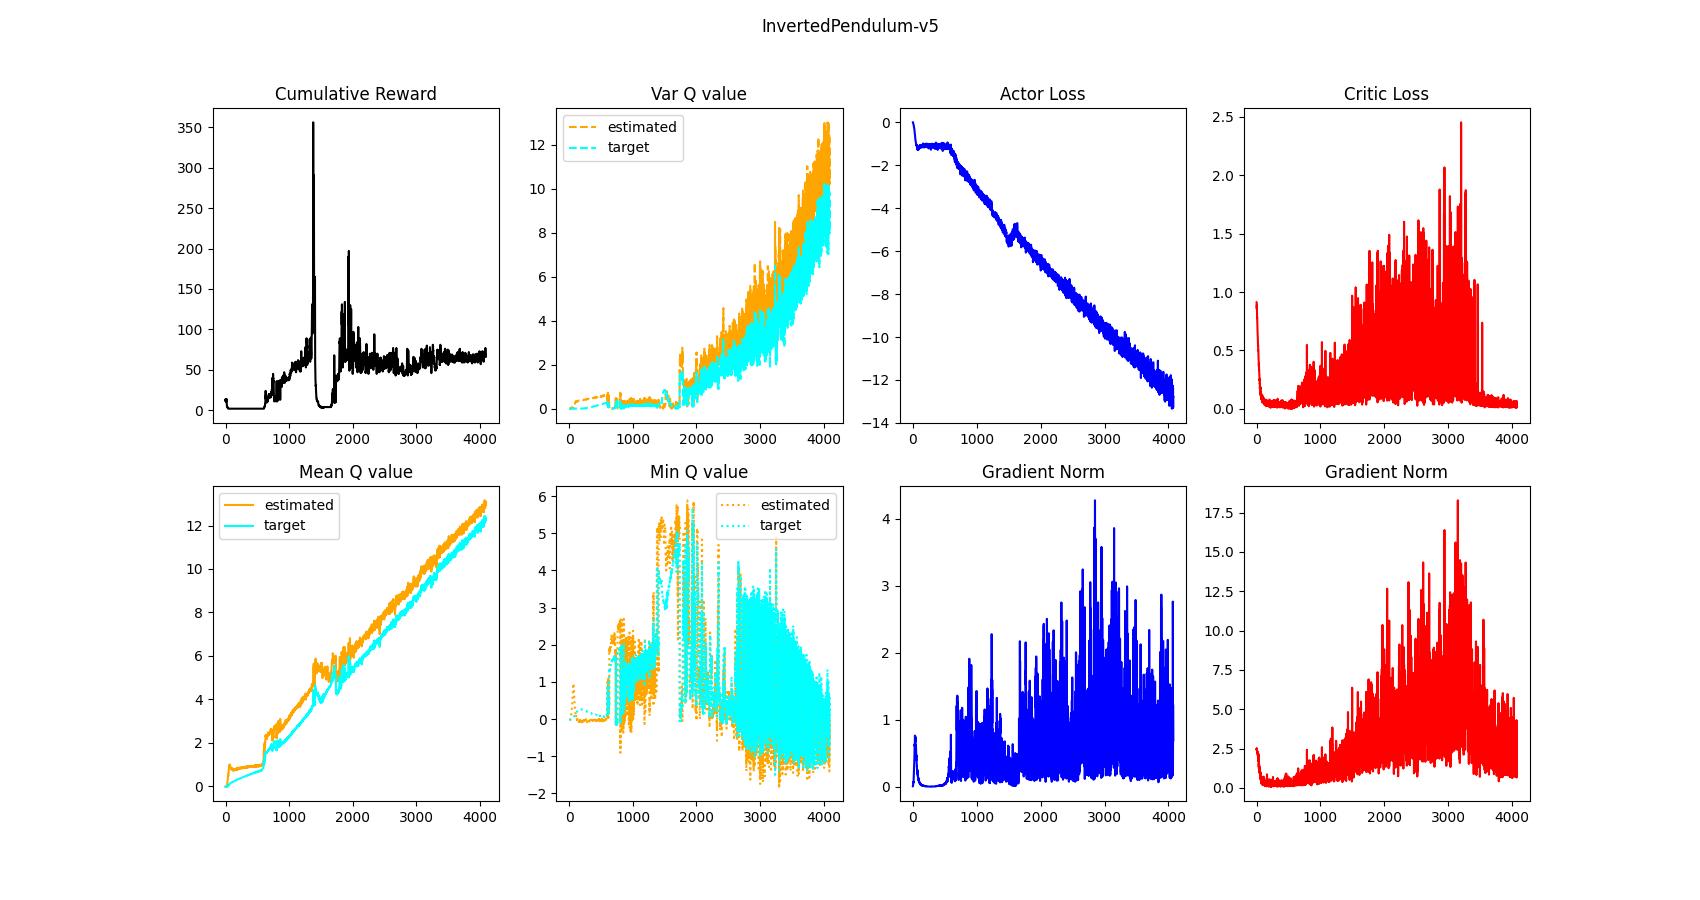 InvertedPendulum-v5
Cumulative Reward
350
300
250
200
150
100
50
0
0 1000 2000 3000 4000
Var Q value
estimated
target
12
10
8
6
4
2
0
0 1000 2000 3000 4000
Actor Loss
0
−2
−4
−6
−8
−10
−12
−14
0 1000 2000 3000 4000
Critic Loss
2.5
2.0
1.5
1.0
0.5
0.0
0 1000 2000 3000 4000
Mean Q value
estimated
target
12
10
8
6
4
2
0
0 1000 2000 3000 4000
Min Q value
estimated
target
6
5
4
3
2
1
0
−1
−2
0 1000 2000 3000 4000
Gradient Norm
4
3
2
1
0
0 1000 2000 3000 4000
Gradient Norm
17.5
15.0
12.5
10.0
7.5
5.0
2.5
0.0
0 1000 2000 3000 4000